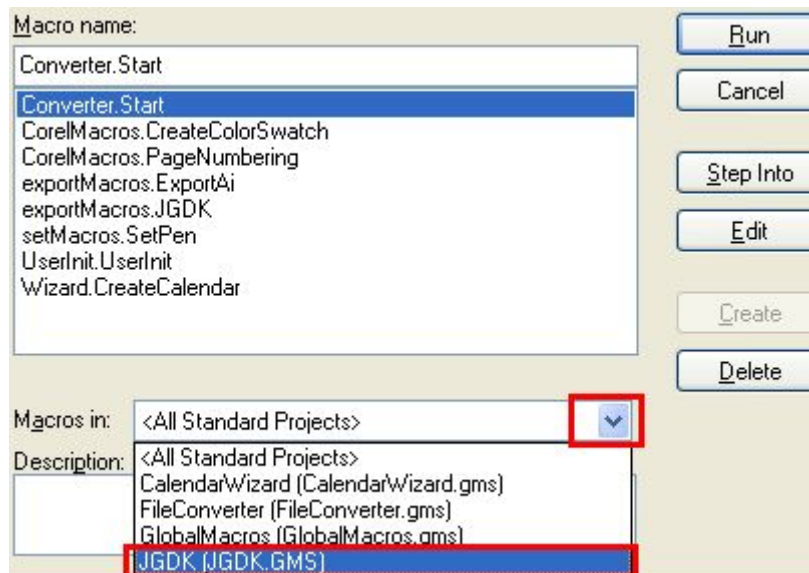 Macro name:
Converter.Start
Converter.Start
CorelMacros.CreateColorSwatch
CorelMacros.PageNumbering
exportMacros.ExportAi
exportMacros.JGDK
setMacros.SetPen
UserInit.UserInit
Wizard.CreateCalendar
Run
Cancel
Step Into
Edit
Create
Delete
Macros in:
<All Standard Projects>
Description:
<All Standard Projects>
CalendarWizard (CalendarWizard.gms)
FileConverter (FileConverter.gms)
GlobalMacros (GlobalMacros.gms)
JGDK (JGDK.GMS)